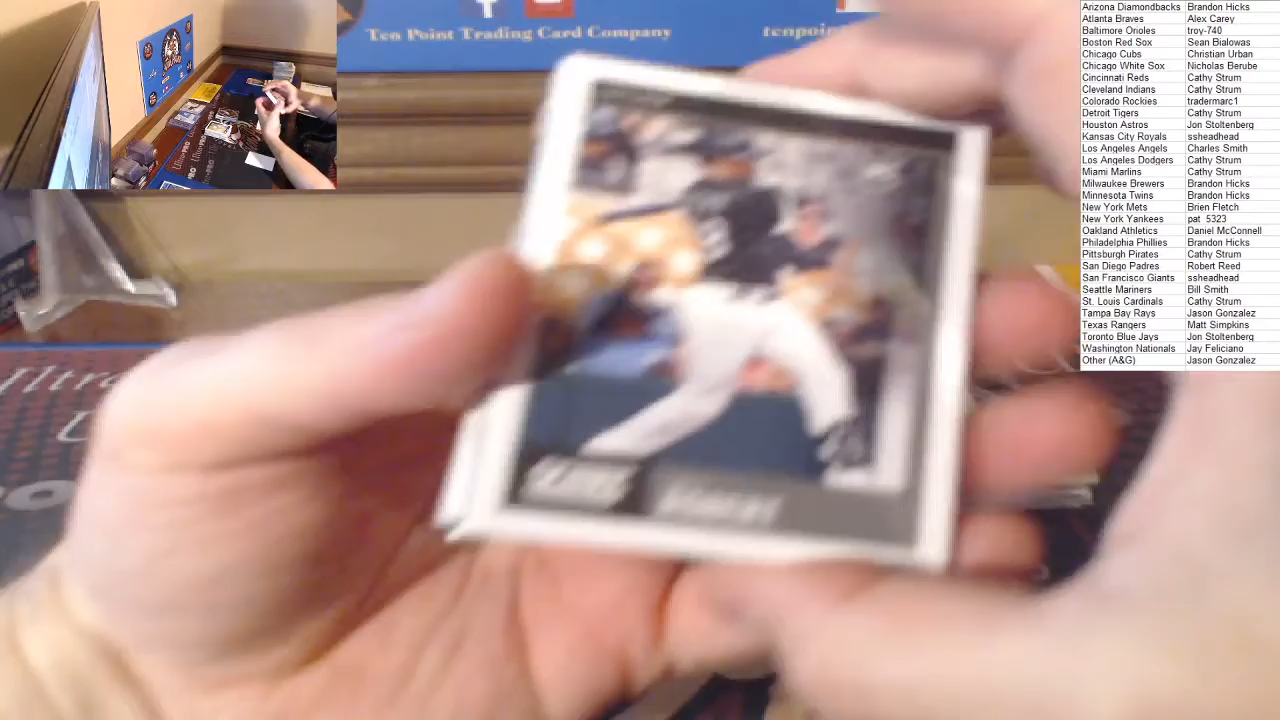 Ten Point Trading Card Company
tenpoin
Arizona Diamondbacks Brandon Hicks
Atlanta Braves Alex Carey
Baltimore Orioles troy-740
Boston Red Sox Sean Bialowas
Chicago Cubs Christian Urban
Chicago White Sox Nicholas Berube
Cincinnati Reds Cathy Strum
Cleveland Indians Cathy Strum
Colorado Rockies tradermarc1
Detroit Tigers Cathy Strum
Houston Astros Jon Stoltenberg
Kansas City Royals ssheadhead
Los Angeles Angels Charles Smith
Los Angeles Dodgers Cathy Strum
Miami Marlins Cathy Strum
Milwaukee Brewers Brandon Hicks
Minnesota Twins Brandon Hicks
New York Mets Brien Fletch
New York Yankees pat 5323
Oakland Athletics Daniel McConnell
Philadelphia Phillies Brandon Hicks
Pittsburgh Pirates Cathy Strum
San Diego Padres Robert Reed
San Francisco Giants ssheadhead
Seattle Mariners Bill Smith
St. Louis Cardinals Cathy Strum
Tampa Bay Rays Jason Gonzalez
Texas Rangers Matt Simpkins
Toronto Blue Jays Jon Stoltenberg
Washington Nationals Jay Feliciano
Other (A&G) Jason Gonzalez